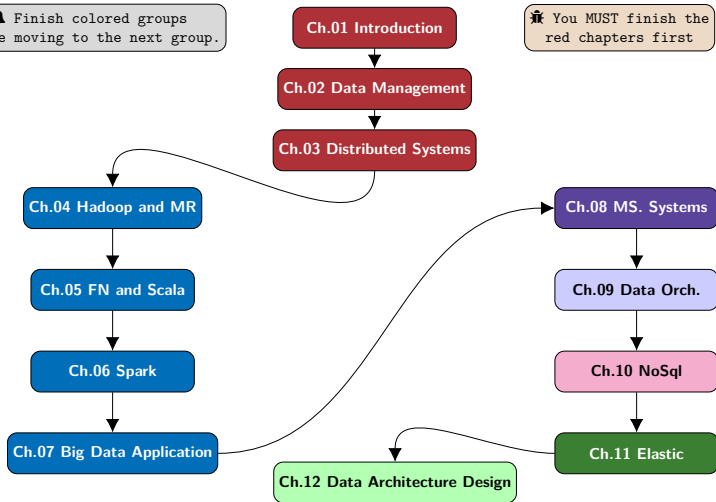 Finish colored groups
moving to the next group.
Ch.01 Introduction
You MUST finish the
red chapters first
Ch.02 Data Management
Ch.03 Distributed Systems
Ch.04 Hadoop and MR
Ch.08 MS. Systems
Ch.05 FN and Scala
Ch.09 Data Orch.
Ch.06 Spark
Ch.10 NoSql
Ch.07 Big Data Application
Ch.11 Elastic
Ch.12 Data Architecture Design